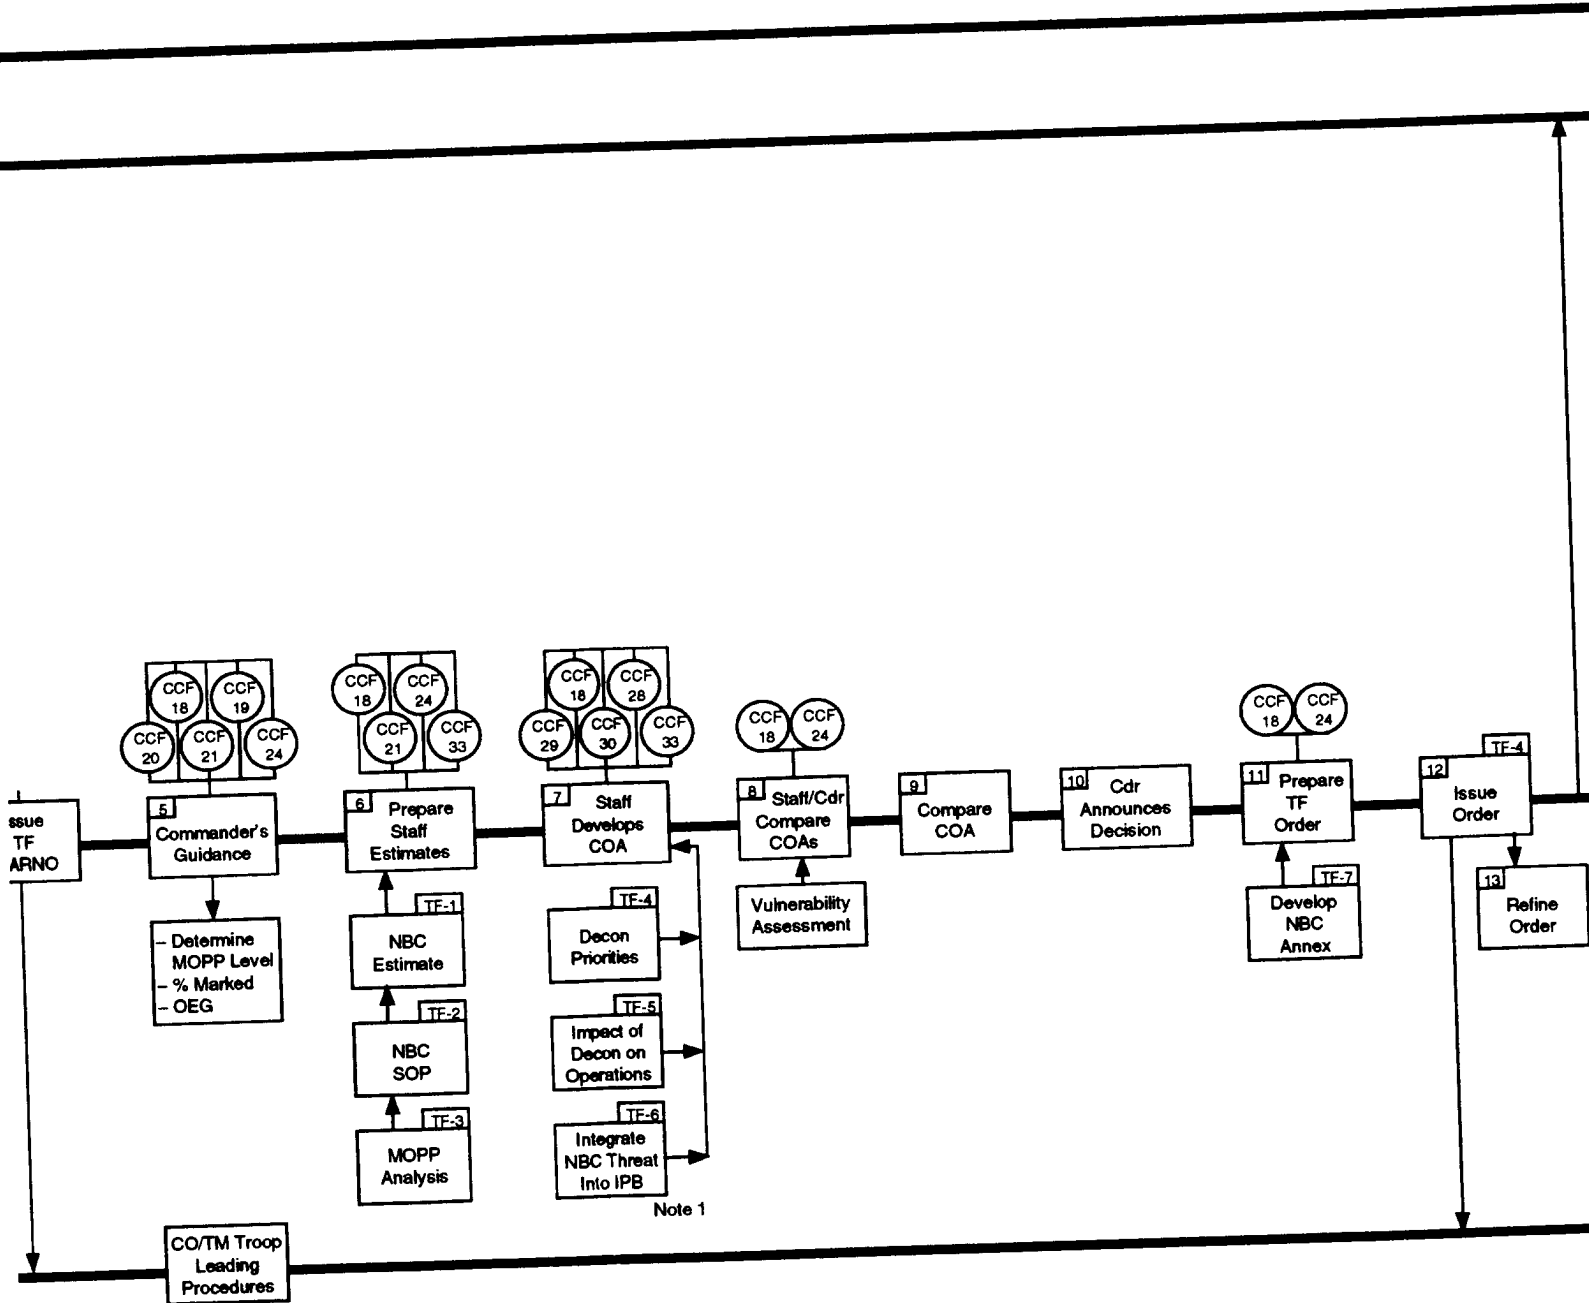 CCF
18
CCF
19
CCF
20
CCF
21
CCF
24
CCF
18
CCF
24
CCF
21
CCF
33
CCF
18
CCF
28
CCF
29
CCF
30
CCF
33
CCF
18
CCF
24
CCF
18
CCF
24
ssue
TF
ARNO
5
Commander's
Guidance
6
Prepare
Staff
Estimates
7
Staff
Develops
COA
8
Staff/Cdr
Compare
COAs
9
Compare
COA
10
Cdr
Announces
Decision
11
Prepare
TF
Order
TF-4
12
Issue
Order
– Determine
MOPP Level
– % Marked
– OEG
TF-1
NBC
Estimate
TF-2
NBC
SOP
TF-3
MOPP
Analysis
TF-4
Decon
Priorities
TF-5
Impact of
Decon on
Operations
TF-6
Integrate
NBC Threat
Into IPB
Note 1
Vulnerability
Assessment
TF-7
Develop
NBC
Annex
13
Refine
Order
CO/TM Troop
Leading
Procedures